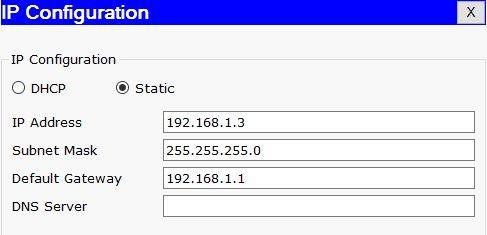 IP Configuration X
IP Configuration
DHCP Static
IP Address 192.168.1.3
Subnet Mask 255.255.255.0
Default Gateway 192.168.1.1
DNS Server